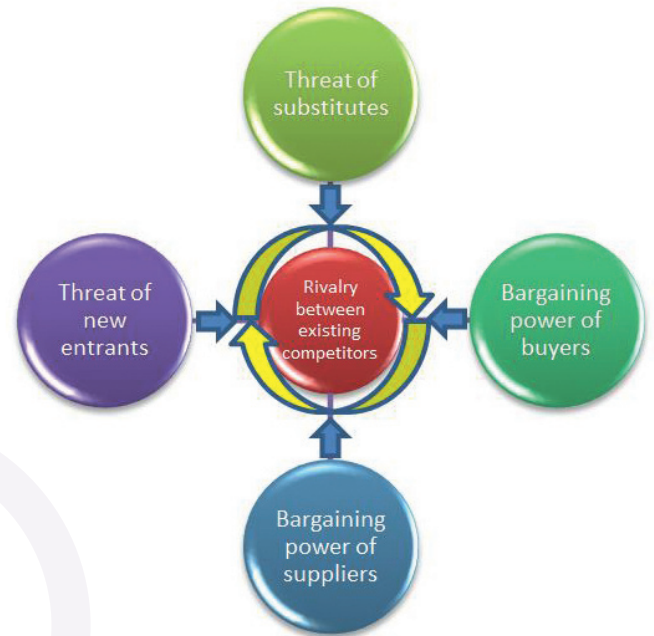 Threat of
substitutes
Threat of
new
entrants
Rivalry
between
existing
competitors
Bargaining
power of
buyers
Bargaining
power of
suppliers